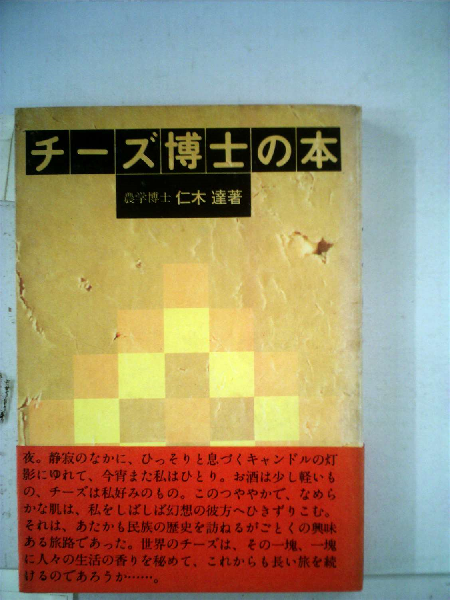 チーズ博士の本
農学博士 仁木 達著
夜。静寂のなかに、ひっそりと息づくキャンドルの灯
影にゆれて、今宵また私はひとり。お酒は少し軽いも
の、チーズは私好みのもの。このつややかで、なめら
かな肌は、私をしばしば幻想の彼方へひきずりこむ。
それは、あたかも民族の歴史を訪ねるがごとくの興味
ある旅路であった。世界のチーズは、その一塊、一塊
に人々の生活の香りを秘めて、これからも長い旅を続
けるのであろうか……。